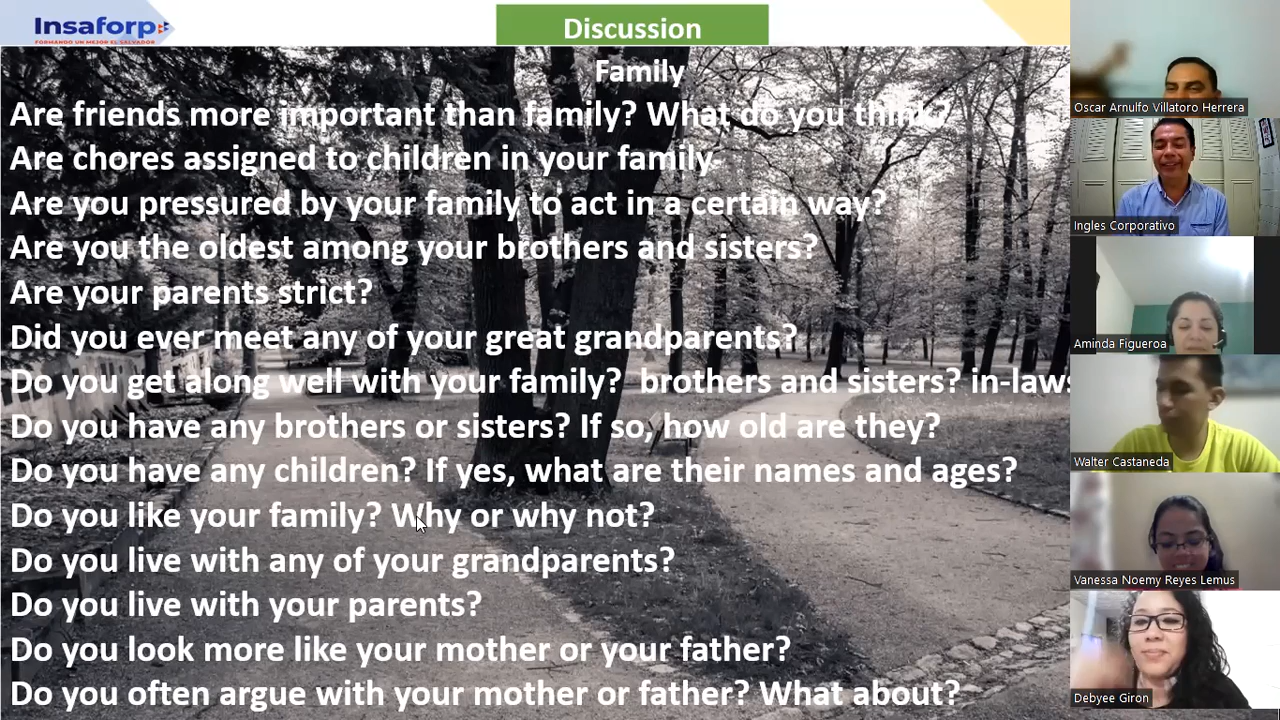 Insaforp
FORMANDO UN MEJOR EL SALVADOR
Discussion
Family
Are friends more important than family? What do you think?
Are chores assigned to children in your family-
Are you pressured by your family to act in a certain way?
Are you the oldest among your brothers and sisters?
Are your parents strict?
Did you ever meet any of your great grandparents?
Do you get along well with your family?  brothers and sisters? in-laws
Do you have any brothers or sisters? If so, how old are they?
Do you have any children? If yes, what are their names and ages?
Do you like your family? Why or why not?
Do you live with any of your grandparents?
Do you live with your parents?
Do you look more like your mother or your father?
Do you often argue with your mother or father? What about?
Oscar Arnulfo Villatoro Herrera
Ingles Corporativo
Aminda Figueroa
Walter Castaneda
Vanessa Noemy Reyes Lemus
Debyee Giron